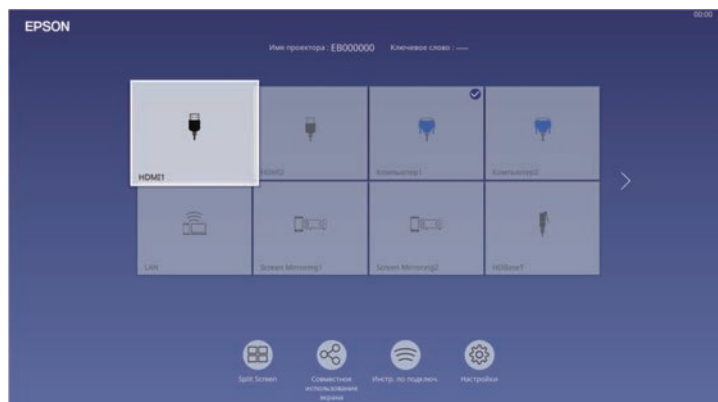 00:00
EPSON
Имя проектора : EB000000 Ключевое слово : ----
HDMI1
HDMI2
Компьютер1
Компьютер2
LAN
Screen Mirroring1
Screen Mirroring2
HDBaseT
Split Screen
Совместное
использование
экрана
Инстр. по подключ.
Настройки